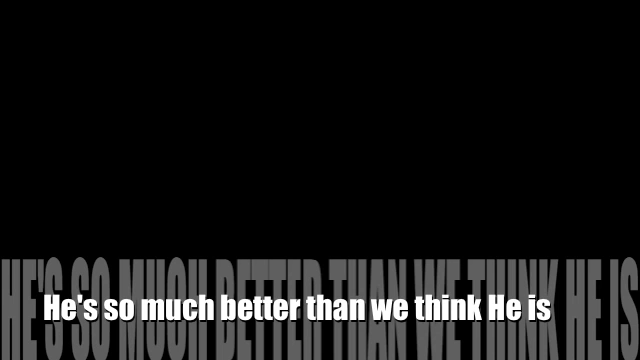 HE'S SO MUCH BETTER THAN WE THINK HE IS
He's so much better than we think He is